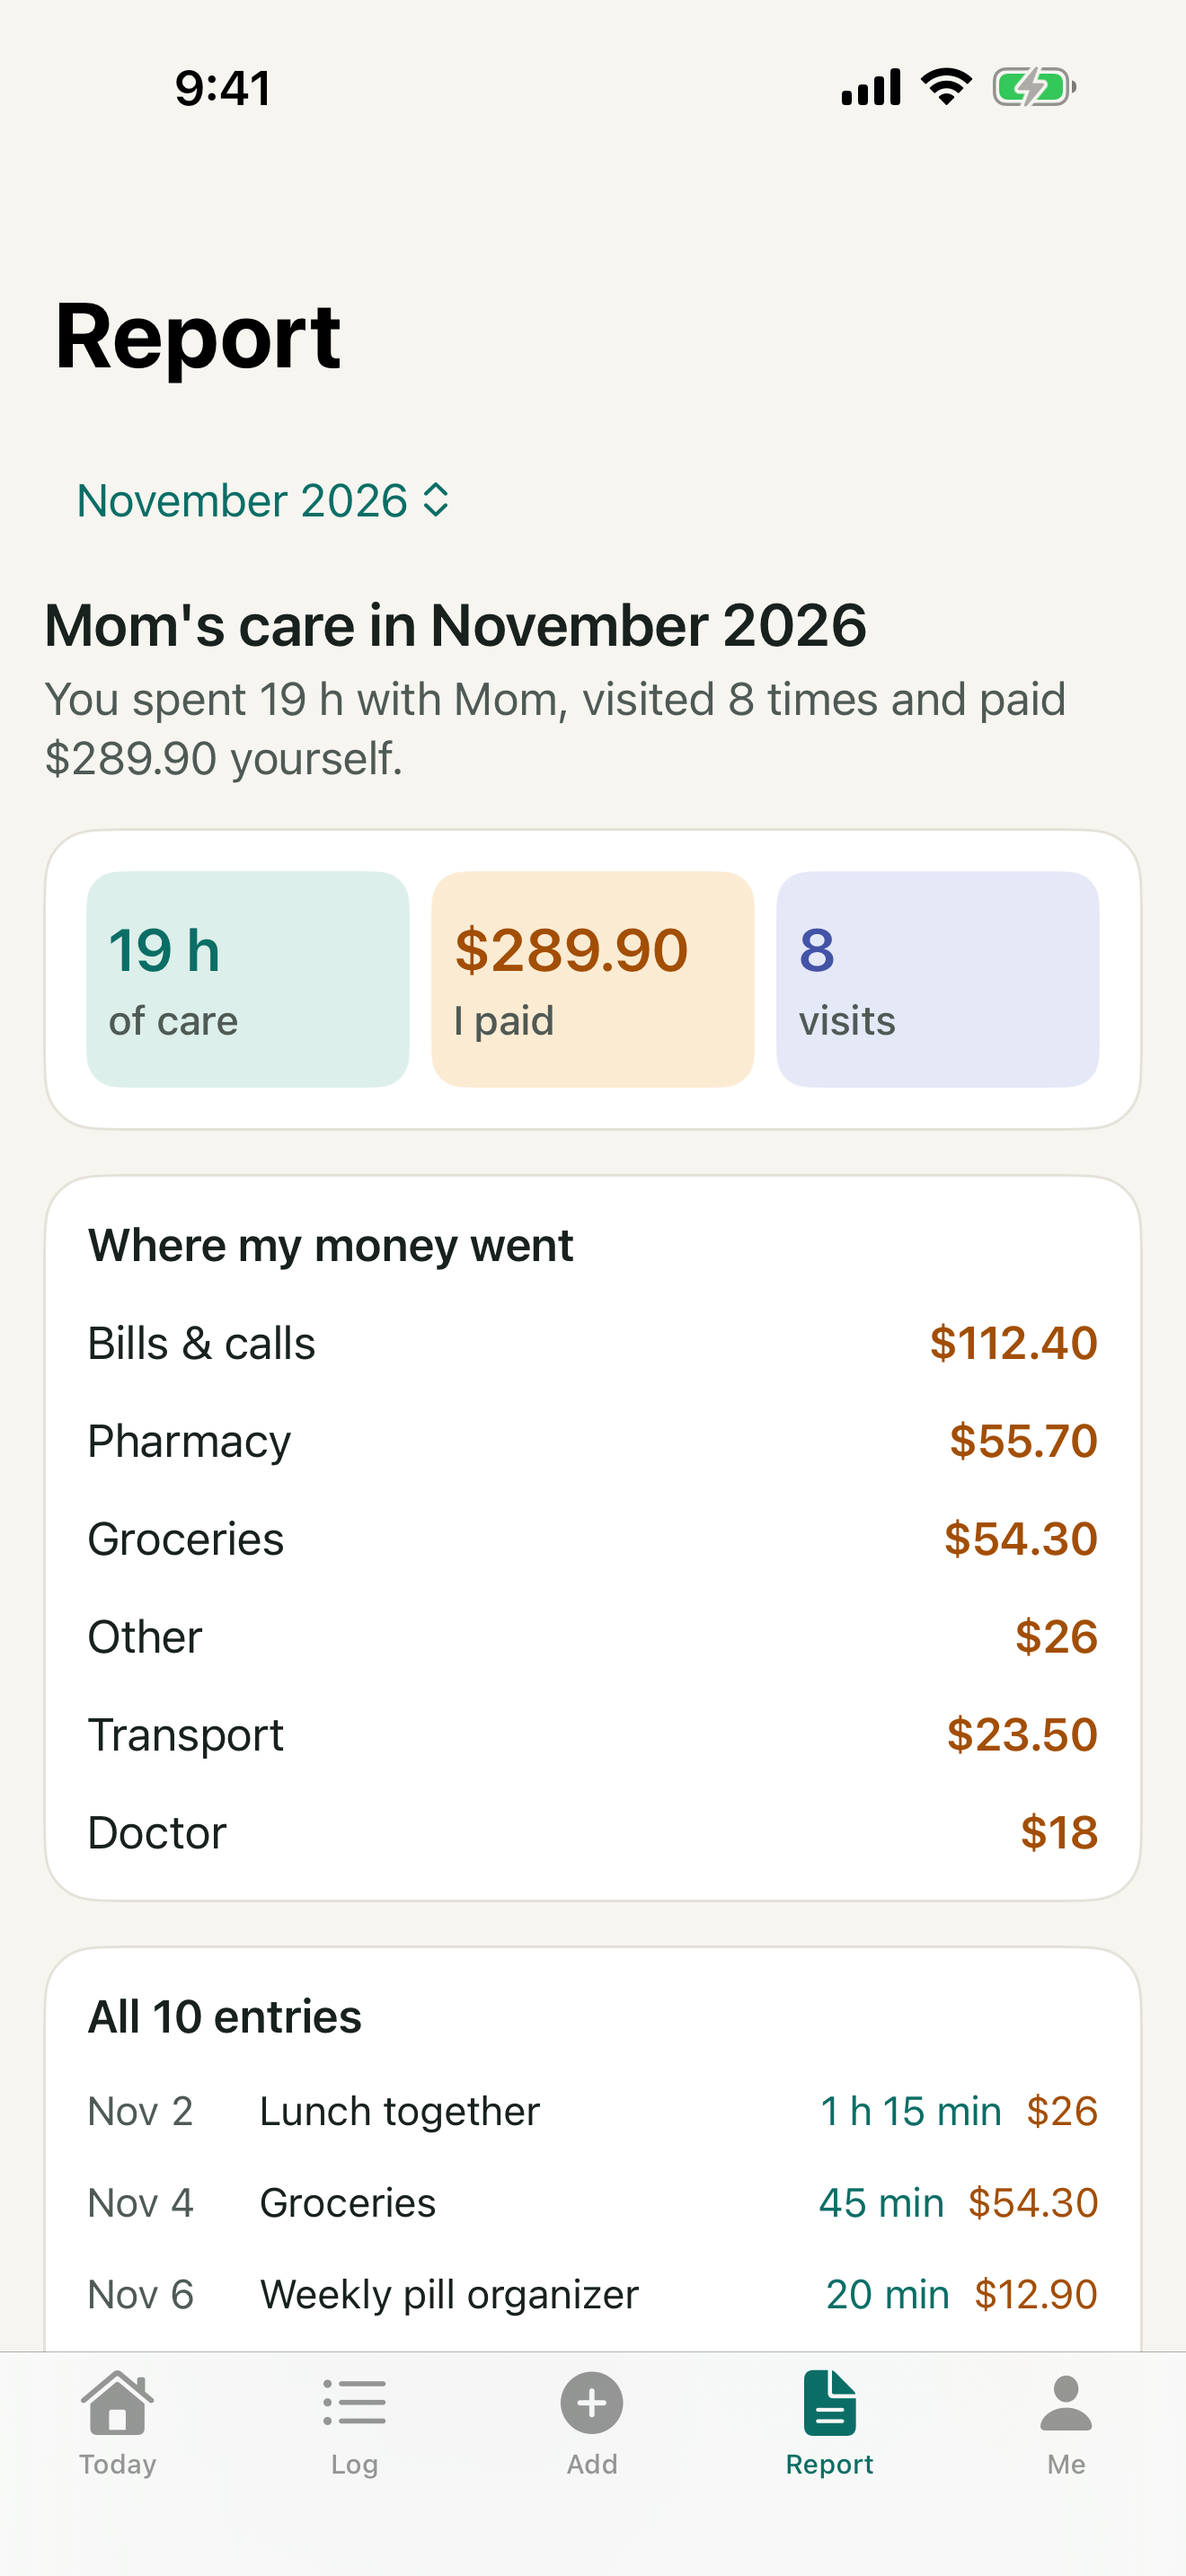 9:41
Report
November 2026
Mom's care in November 2026
You spent 19 h with Mom, visited 8 times and paid
$289.90 yourself.
19 h
of care
$289.90
I paid
8
visits
Where my money went
Bills & calls $112.40
Pharmacy $55.70
Groceries $54.30
Other $26
Transport $23.50
Doctor $18
All 10 entries
Nov 2 Lunch together 1 h 15 min $26
Nov 4 Groceries 45 min $54.30
Nov 6 Weekly pill organizer 20 min $12.90
Today Log Add Report Me